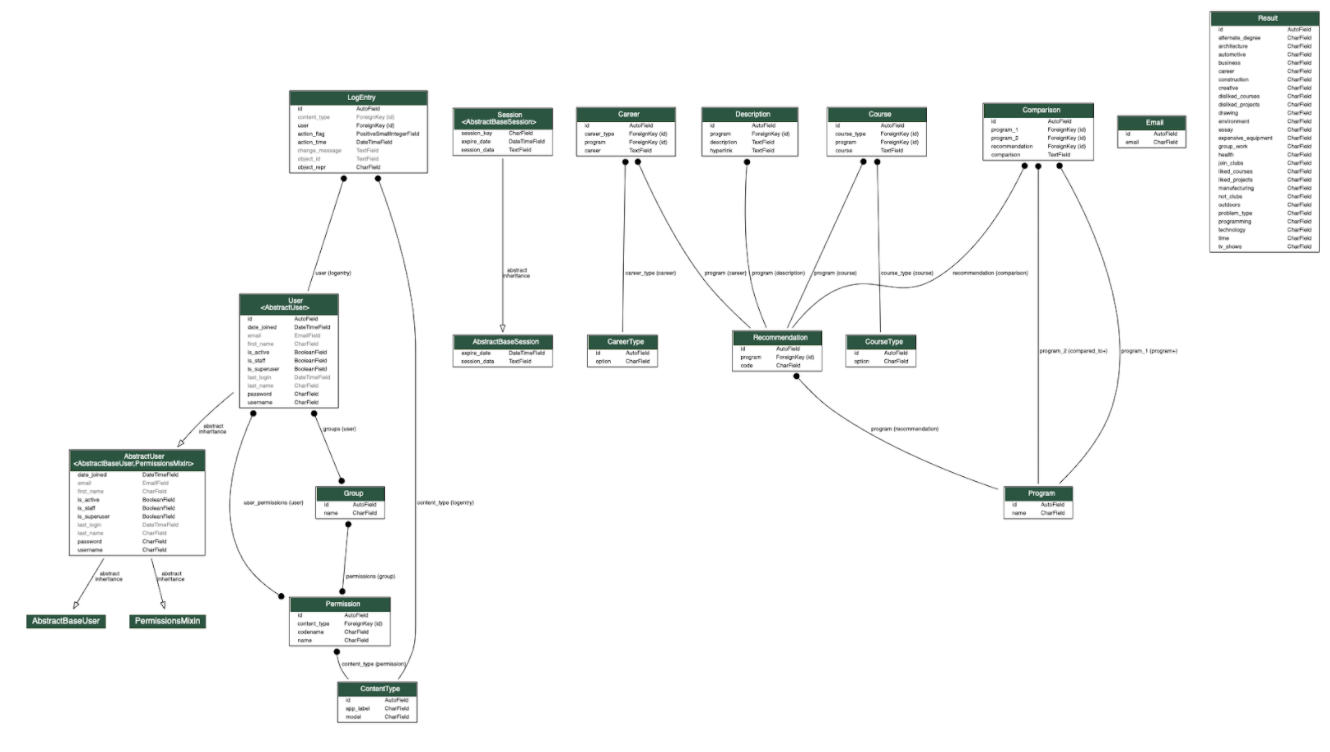 Result
id AutoField
alternate_degree CharField
architecture CharField
automotive CharField
business CharField
career CharField
construction CharField
creative CharField
disliked_courses CharField
disliked_projects CharField
drawing CharField
environment CharField
essay CharField
expensive_equipment CharField
group_work CharField
health CharField
join_clubs CharField
liked_courses CharField
liked_projects CharField
manufacturing CharField
not_clubs CharField
outdoors CharField
problem_type CharField
programming CharField
technology CharField
time CharField
tv_shows CharField
LogEntry
id AutoField
content_type ForeignKey (id)
user ForeignKey (id)
action_flag PositiveSmallIntegerField
action_time DateTimeField
change_message TextField
object_id TextField
object_repr CharField
Session
<AbstractBaseSession>
session_key CharField
expire_date DateTimeField
session_data TextField
Career
id AutoField
career_type ForeignKey (id)
program ForeignKey (id)
career TextField
Description
id AutoField
program ForeignKey (id)
description TextField
hyperlink TextField
Course
id AutoField
course_type ForeignKey (id)
program ForeignKey (id)
course TextField
Comparison
id AutoField
program_1 ForeignKey (id)
program_2 ForeignKey (id)
recommendation ForeignKey (id)
comparison TextField
Email
id AutoField
email CharField
user (logentry)
abstract
inheritance
career_type (career)
program (career)
program (description)
program (course)
course_type (course)
recommendation (comparison)
User
<AbstractUser>
id AutoField
date_joined DateTimeField
email EmailField
first_name CharField
is_active BooleanField
is_staff BooleanField
is_superuser BooleanField
last_login DateTimeField
last_name CharField
password CharField
username CharField
AbstractBaseSession
expire_date DateTimeField
session_data TextField
CareerType
id AutoField
option CharField
Recommendation
id AutoField
program ForeignKey (id)
code CharField
CourseType
id AutoField
option CharField
program_2 (compared_to+)
program_1 (program+)
abstract
inheritance
groups (user)
program (recommendation)
AbstractUser
<AbstractBaseUser,PermissionsMixin>
date_joined DateTimeField
email EmailField
first_name CharField
is_active BooleanField
is_staff BooleanField
is_superuser BooleanField
last_login DateTimeField
last_name CharField
password CharField
username CharField
user_permissions (user)
content_type (logentry)
Group
id AutoField
name CharField
Program
id AutoField
name CharField
abstract
inheritance
abstract
inheritance
permissions (group)
AbstractBaseUser
PermissionsMixin
Permission
id AutoField
content_type ForeignKey (id)
codename CharField
name CharField
content_type (permission)
ContentType
id AutoField
app_label CharField
model CharField